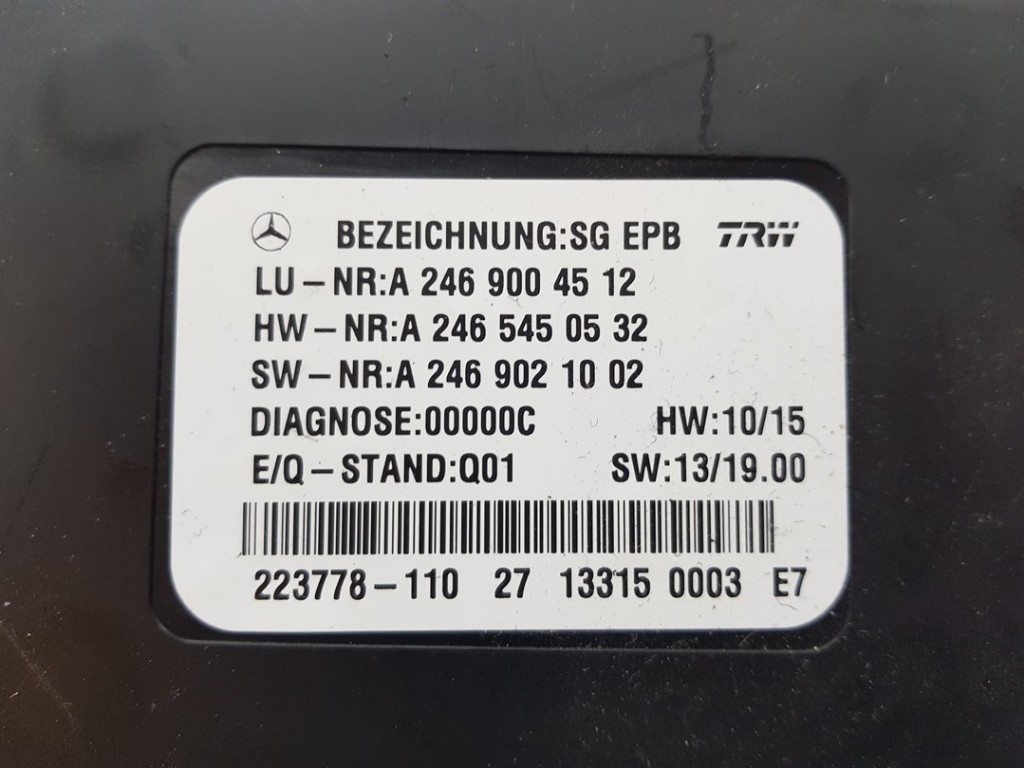 BEZEICHNUNG:SG EPB TRW
LU-NR:A 246 900 45 12
HW-NR:A 246 545 05 32
SW-NR:A 246 902 10 02
DIAGNOSE:00000C HW:10/15
E/Q-STAND:Q01 SW:13/19.00
223778-110 27 13315 0003 E7